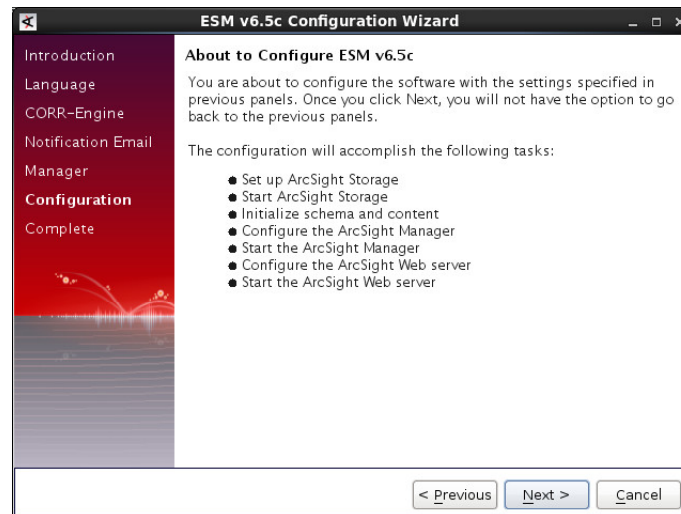 ESM v6.5c Configuration Wizard
Introduction
Language
CORR-Engine
Notification Email
Manager
Configuration
Complete
About to Configure ESM v6.5c
You are about to configure the software with the settings specified in
previous panels. Once you click Next, you will not have the option to go
back to the previous panels.
The configuration will accomplish the following tasks:
● Set up ArcSight Storage
● Start ArcSight Storage
● Initialize schema and content
● Configure the ArcSight Manager
● Start the ArcSight Manager
● Configure the ArcSight Web server
● Start the ArcSight Web server
< Previous
Next >
Cancel